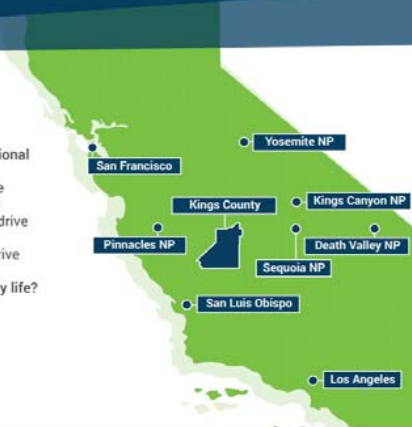 ional
e
drive
rive
y life?
Yosemite NP
San Francisco
Kings County
Kings Canyon NP
Pinnacles NP
Death Valley NP
Sequoia NP
San Luis Obispo
Los Angeles